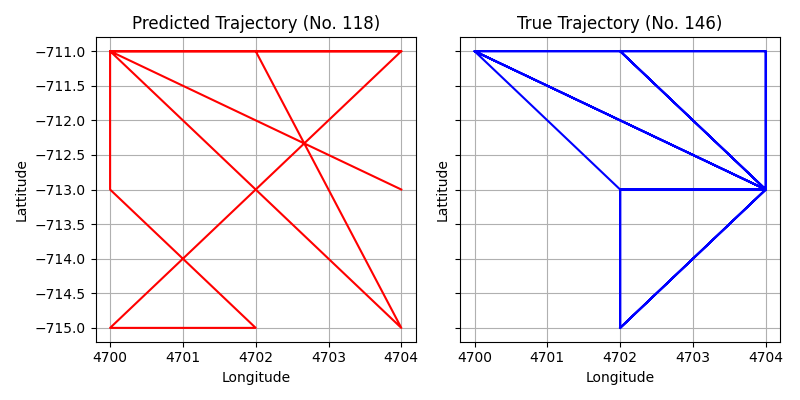 Predicted Trajectory (No. 118)
True Trajectory (No. 146)
−711.0
−711.5
−712.0
−712.5
−713.0
−713.5
−714.0
−714.5
−715.0
Lattitude
Lattitude
4700 4701 4702 4703 4704
4700 4701 4702 4703 4704
Longitude
Longitude